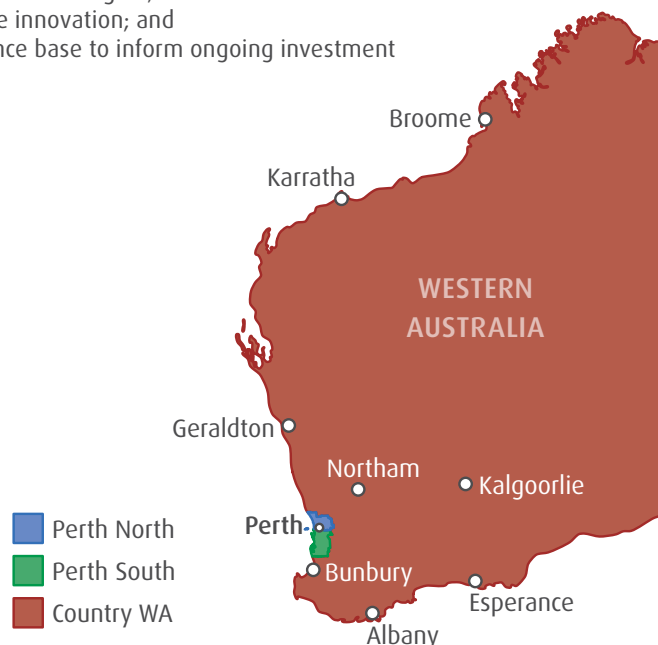 e innovation; and
nce base to inform ongoing investment
Broome
Karratha
WESTERN
AUSTRALIA
Geraldton
Northam
Kalgoorlie
Perth North
Perth
Perth South
Bunbury
Country WA
Esperance
Albany